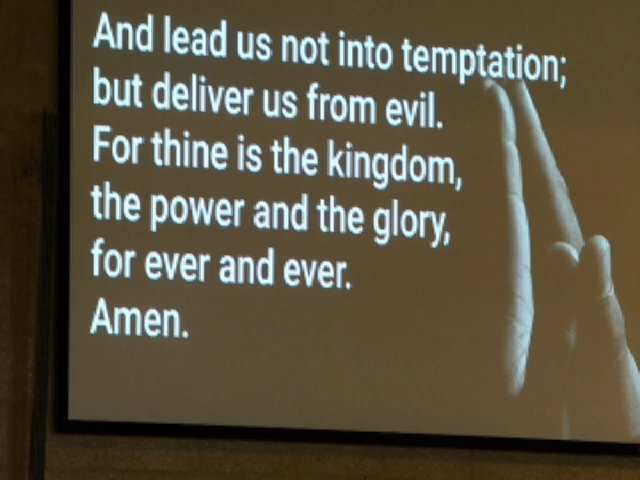 And lead us not into temptation;
but deliver us from evil.
For thine is the kingdom,
the power and the glory,
for ever and ever.
Amen.